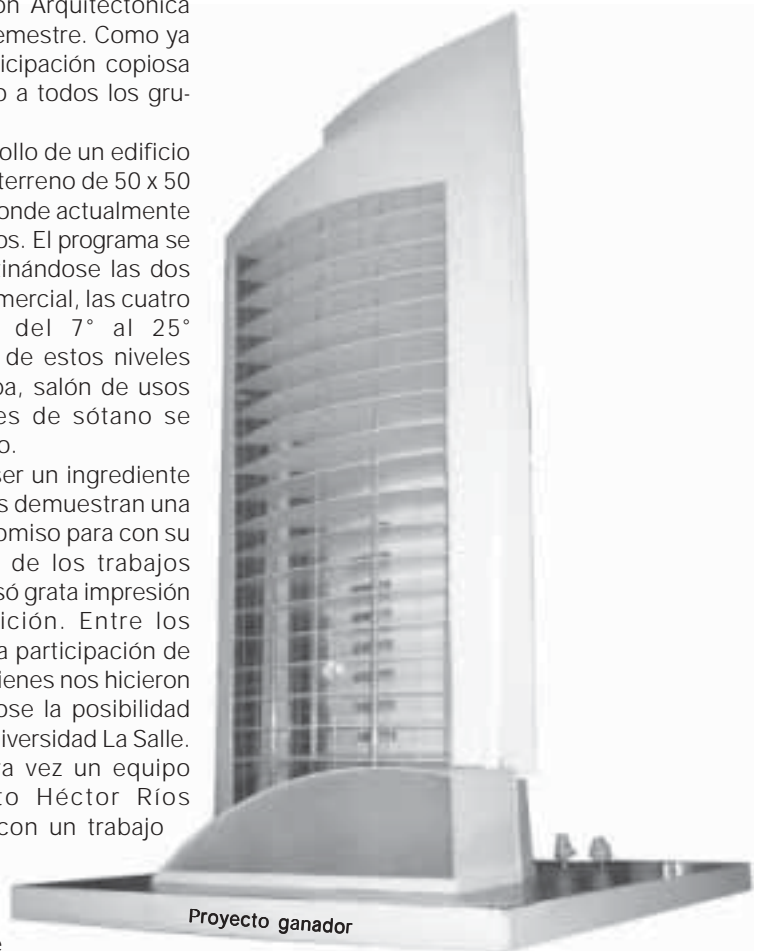 ón Arquitectónica
emestre. Como ya
icipación copiosa
o a todos los gru-
ollo de un edificio
terreno de 50 x 50
onde actualmente
os. El programa se
inándose las dos
mercial, las cuatro
del 7° al 25°
de estos niveles
oa, salón de usos
es de sótano se
o.
ser un ingrediente
s demuestran una
omiso para con su
de los trabajos
só grata impresión
ición. Entre los
a participación de
ienes nos hicieron
ose la posibilidad
iversidad La Salle.
a vez un equipo
to Héctor Ríos
con un trabajo
e
Proyecto ganador